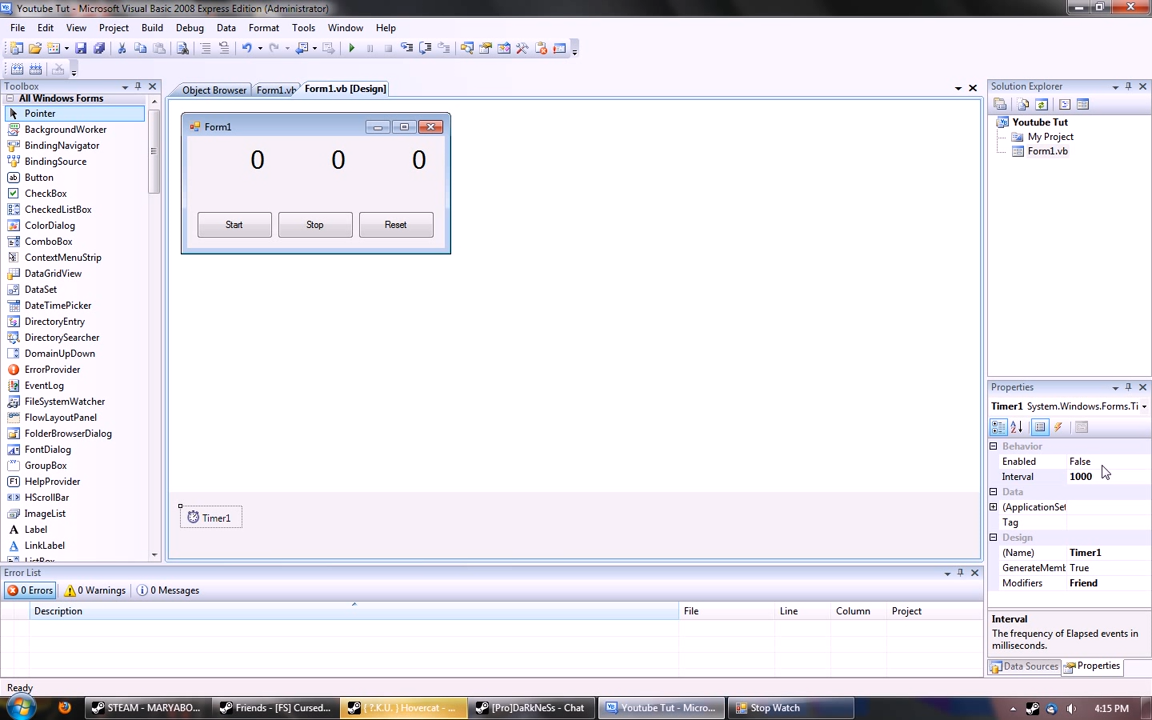 Youtube Tut - Microsoft Visual Basic 2008 Express Edition (Administrator)
File Edit View Project Build Debug Data Format Tools Window Help
Toolbox
All Windows Forms
Pointer
BackgroundWorker
BindingNavigator
BindingSource
Button
CheckBox
CheckedListBox
ColorDialog
ComboBox
ContextMenuStrip
DataGridView
DataSet
DateTimePicker
DirectoryEntry
DirectorySearcher
DomainUpDown
ErrorProvider
EventLog
FileSystemWatcher
FlowLayoutPanel
FolderBrowserDialog
FontDialog
GroupBox
HelpProvider
HScrollBar
ImageList
A Label
A LinkLabel
ListBox
Object Browser Form1.vb Form1.vb [Design]
Form1
0 0 0
Start Stop Reset
Timer1
Solution Explorer
Youtube Tut
My Project
Form1.vb
Properties
Timer1 System.Windows.Forms.Ti
Behavior
Enabled False
Interval 1000
Data
(ApplicationSet
Tag
Design
(Name) Timer1
GenerateMemb True
Modifiers Friend
Interval
The frequency of Elapsed events in
milliseconds.
Data Sources Properties
Error List
0 Errors 0 Warnings 0 Messages
Description File Line Column Project
Ready
STEAM - MARYABO... Friends - [FS] Cursed... { ?.K.U. } Hovercat - ... [Pro]DaRkNeSs - Chat Youtube Tut - Micros... Stop Watch 4:15 PM